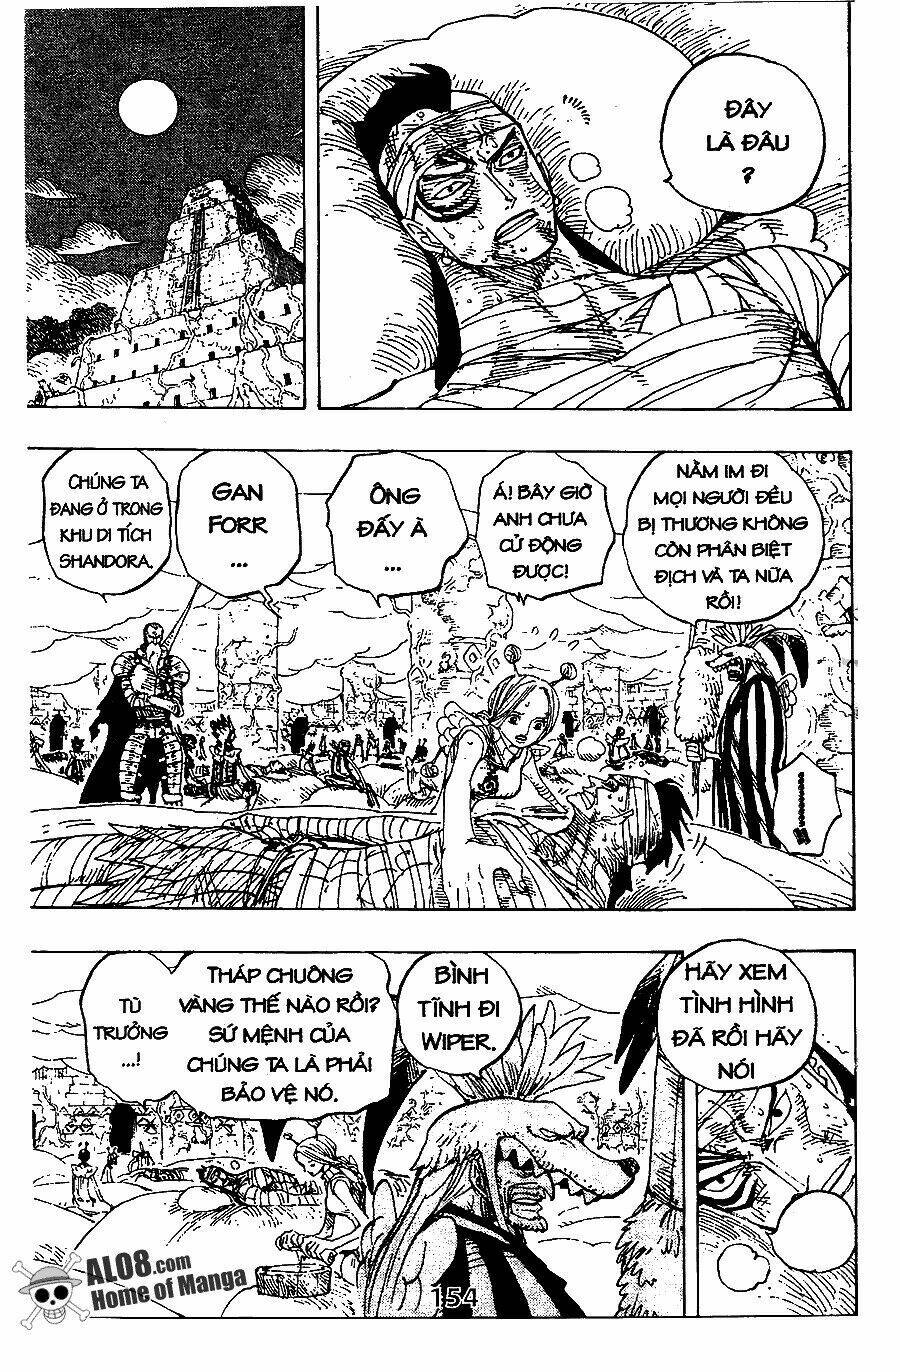 ĐÂY
LÀ ĐÂU
?
NẰM IM ĐI
MỌI NGƯỜI ĐỀU
BỊ THƯƠNG KHÔNG
CÒN PHÂN BIỆT
ĐỊCH VÀ TA NỮA
RỒI!
Á! BÂY GIỜ
ANH CHƯA
CỬ ĐỘNG
ĐƯỢC!
ÔNG
ĐẤY À
...
GAN
FORR
...
CHÚNG TA
ĐANG Ở TRONG
KHU DI TÍCH
SHANDORA.
HÃY XEM
TÌNH HÌNH
ĐÃ RỒI HÃY
NÓI
BÌNH
TĨNH ĐI
WIPER.
THÁP CHUÔNG
VÀNG THẾ NÀO RỒI?
SỨ MỆNH CỦA
CHÚNG TA LÀ PHẢI
BẢO VỆ NÓ.
TÙ
TRƯỞNG
...!
AL08.com
Home of Manga
154